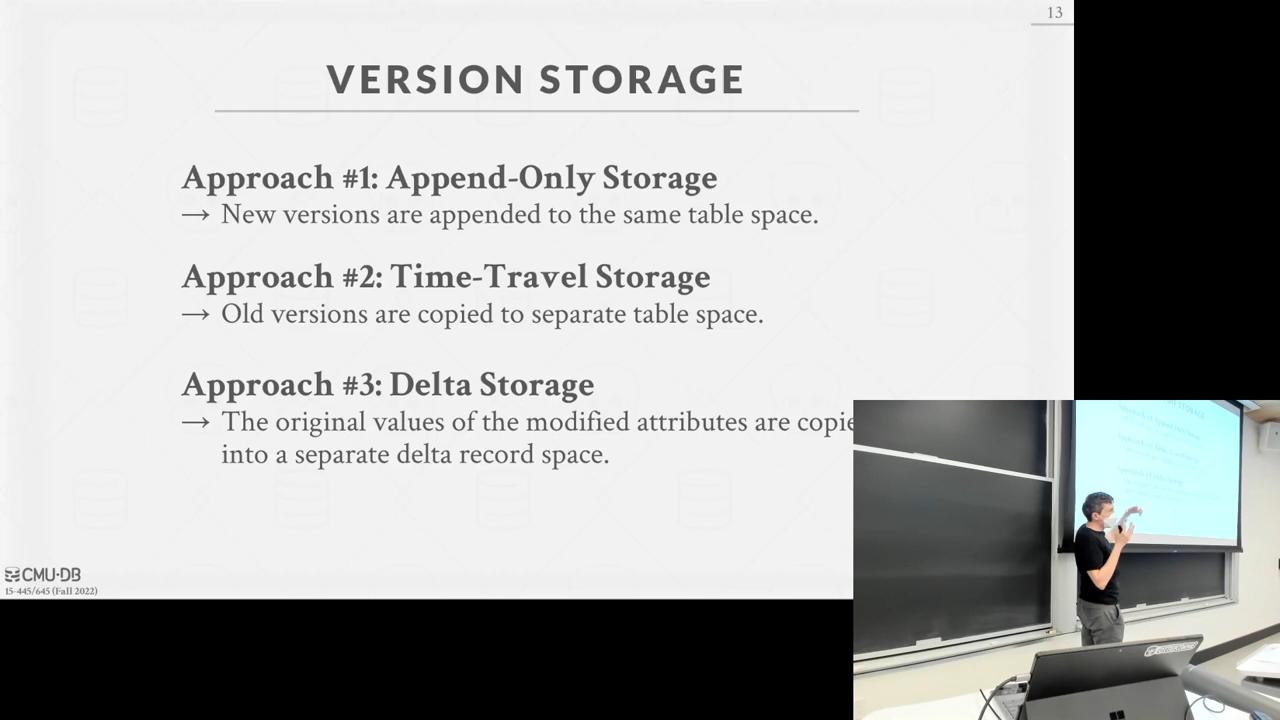 13
VERSION STORAGE
Approach #1: Append-Only Storage
→ New versions are appended to the same table space.
Approach #2: Time-Travel Storage
→ Old versions are copied to separate table space.
Approach #3: Delta Storage
→ The original values of the modified attributes are copie
into a separate delta record space.
CMU·DB
15-445/645 (Fall 2022)